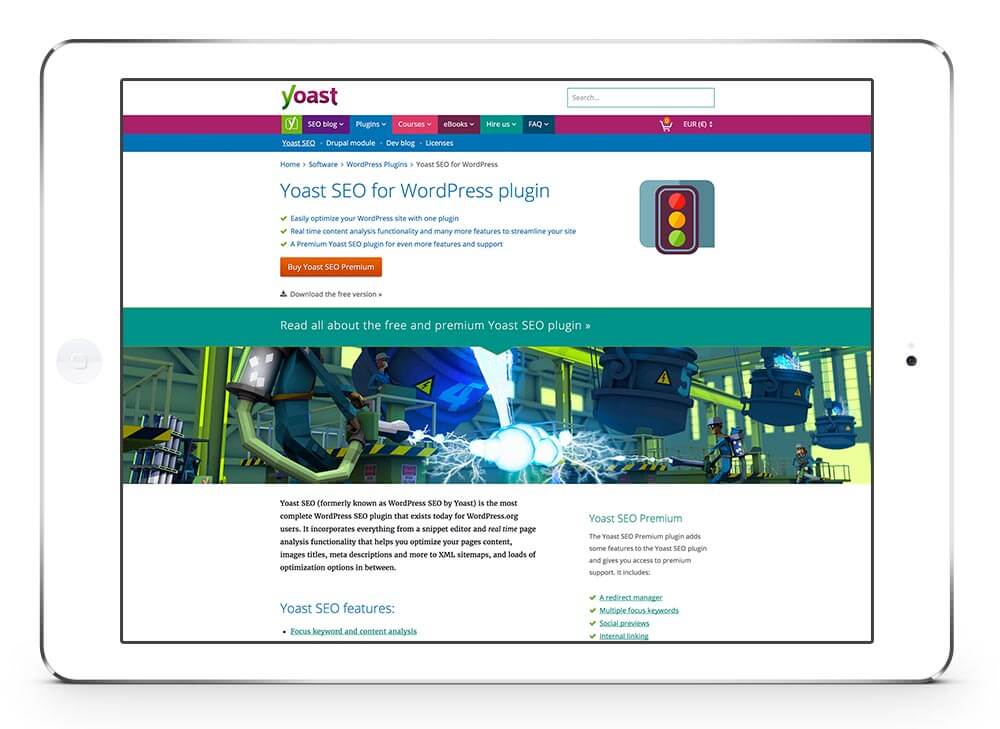 yoast
Search...
SEO blog Plugins Courses eBooks Hire us FAQ EUR (€)
Yoast SEO · Drupal module · Dev blog · Licenses
Home > Software > WordPress Plugins > Yoast SEO for WordPress
Yoast SEO for WordPress plugin
Easily optimize your WordPress site with one plugin
Real time content analysis functionality and many more features to streamline your site
A Premium Yoast SEO plugin for even more features and support
Buy Yoast SEO Premium
Download the free version »
Read all about the free and premium Yoast SEO plugin »
4
5
Yoast SEO (formerly known as WordPress SEO by Yoast) is the most
complete WordPress SEO plugin that exists today for WordPress.org
users. It incorporates everything from a snippet editor and real time page
analysis functionality that helps you optimize your pages content,
images titles, meta descriptions and more to XML sitemaps, and loads of
optimization options in between.
Yoast SEO features:
• Focus keyword and content analysis
Yoast SEO Premium
The Yoast SEO Premium plugin adds
some features to the Yoast SEO plugin
and gives you access to premium
support. It includes:
A redirect manager
Multiple focus keywords
Social previews
Internal linking